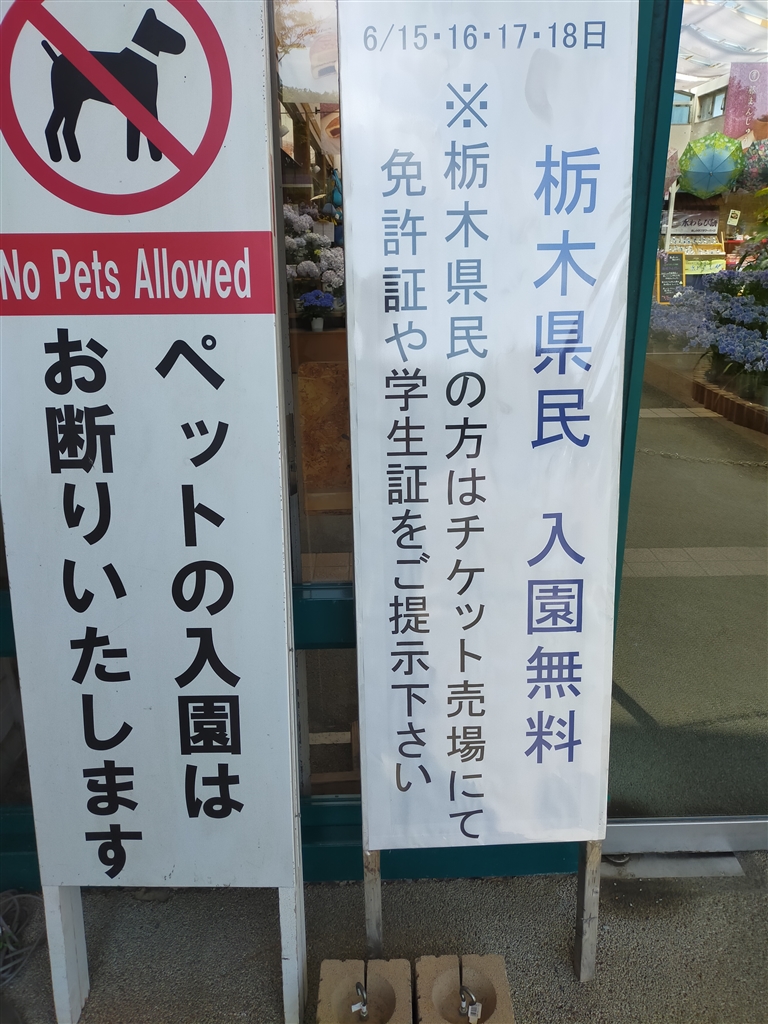 No Pets Allowed
ペットの入園は
お断りいたします
6/15・16・17・18日
栃木県民 入園無料
※栃木県民の方はチケット売場にて
免許証や学生証をご提示下さい